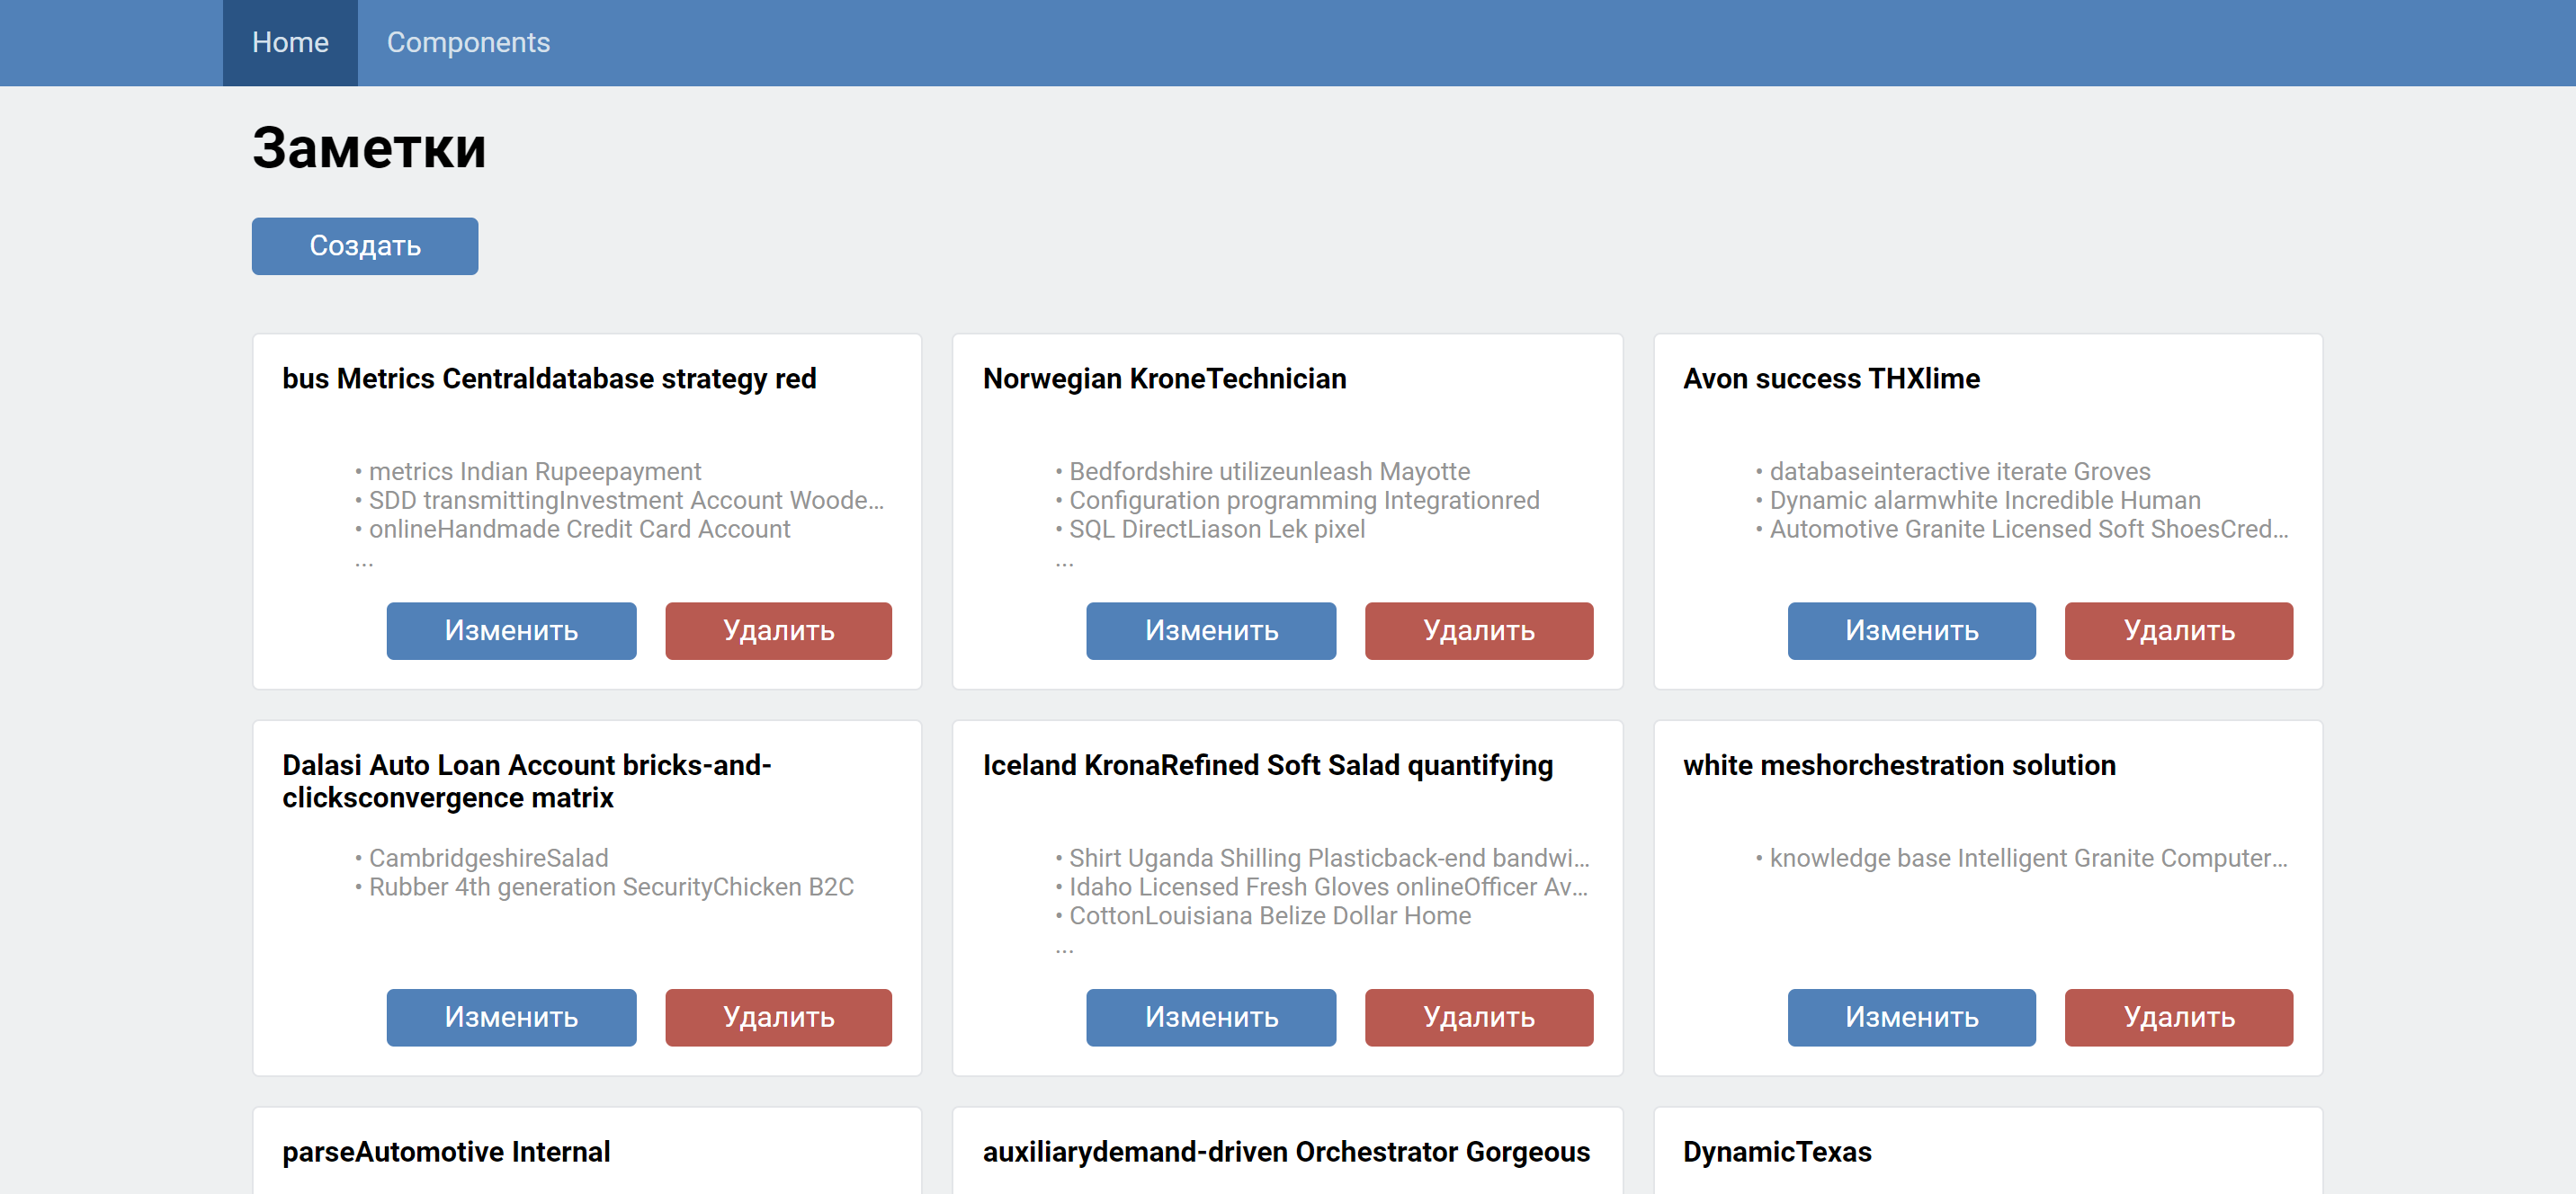 Home
Components
Заметки
Создать
bus Metrics Centraldatabase strategy red
• metrics Indian Rupeepayment
• SDD transmittingInvestment Account Woode...
• onlineHandmade Credit Card Account
...
Изменить
Удалить
Norwegian KroneTechnician
• Bedfordshire utilizeunleash Mayotte
• Configuration programming Integrationred
• SQL DirectLiason Lek pixel
...
Изменить
Удалить
Avon success THXlime
• databaseinteractive iterate Groves
• Dynamic alarmwhite Incredible Human
• Automotive Granite Licensed Soft ShoesCred...
Изменить
Удалить
Dalasi Auto Loan Account bricks-and-
clicksconvergence matrix
• CambridgeshireSalad
• Rubber 4th generation SecurityChicken B2C
Изменить
Удалить
Iceland KronaRefined Soft Salad quantifying
• Shirt Uganda Shilling Plasticback-end bandwi...
• Idaho Licensed Fresh Gloves onlineOfficer Av...
• CottonLouisiana Belize Dollar Home
...
Изменить
Удалить
white meshorchestration solution
• knowledge base Intelligent Granite Computer...
Изменить
Удалить
parseAutomotive Internal
auxiliarydemand-driven Orchestrator Gorgeous
DynamicTexas